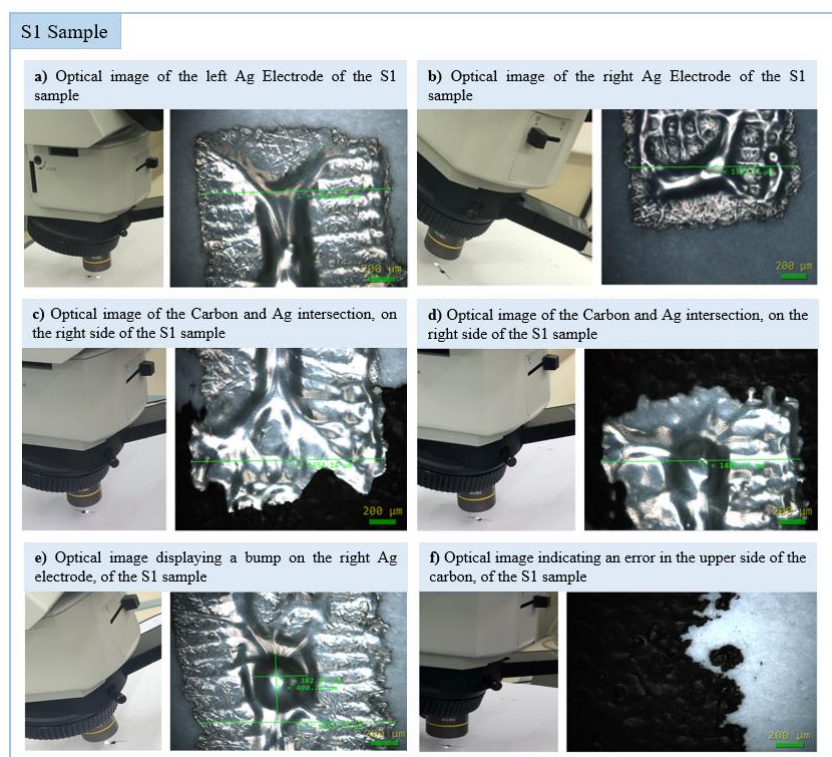 S1 Sample
a) Optical image of the left Ag Electrode of the S1
sample
b) Optical image of the right Ag Electrode of the S1
sample
200 μm
200 μm
c) Optical image of the Carbon and Ag intersection, on
the right side of the S1 sample
d) Optical image of the Carbon and Ag intersection, on the
right side of the S1 sample
200 μm
200 μm
e) Optical image displaying a bump on the right Ag
electrode, of the S1 sample
f) Optical image indicating an error in the upper side of the
carbon, of the S1 sample
200 μm
200 μm